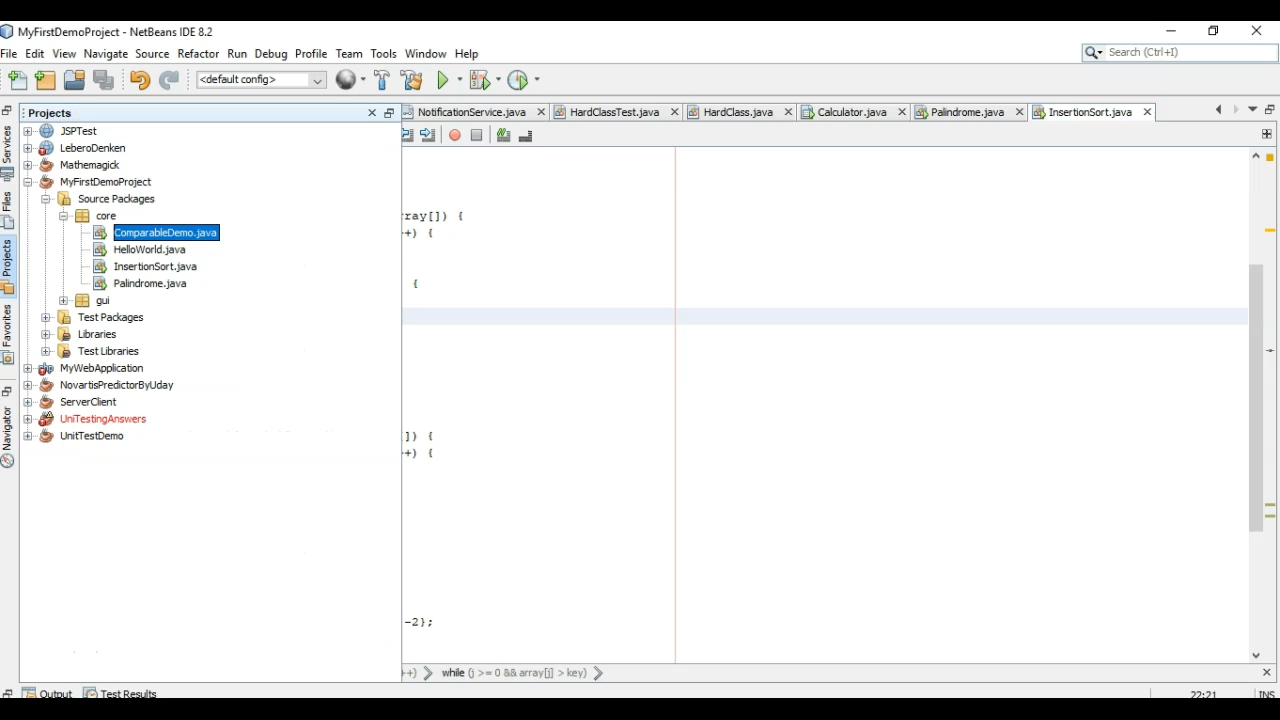 MyFirstDemoProject - NetBeans IDE 8.2
File Edit View Navigate Source Refactor Run Debug Profile Team Tools Window Help
Search (Ctrl+I)
<default config>
Projects
NotificationService.java
HardClassTest.java
HardClass.java
Calculator.java
Palindrome.java
InsertionSort.java
Services
Files
Projects
Favorites
Navigator
JSPTest
LeberoDenken
Mathemagick
MyFirstDemoProject
Source Packages
core
ComparableDemo.java
HelloWorld.java
InsertionSort.java
Palindrome.java
gui
Test Packages
Libraries
Test Libraries
MyWebApplication
NovartisPredictorByUday
ServerClient
UniTestingAnswers
UnitTestDemo
rray[]) {
++) {
{
[]) {
++) {
-2};
++)
while (j >= 0 && array[j] > key)
Output
Test Results
22:21
INS